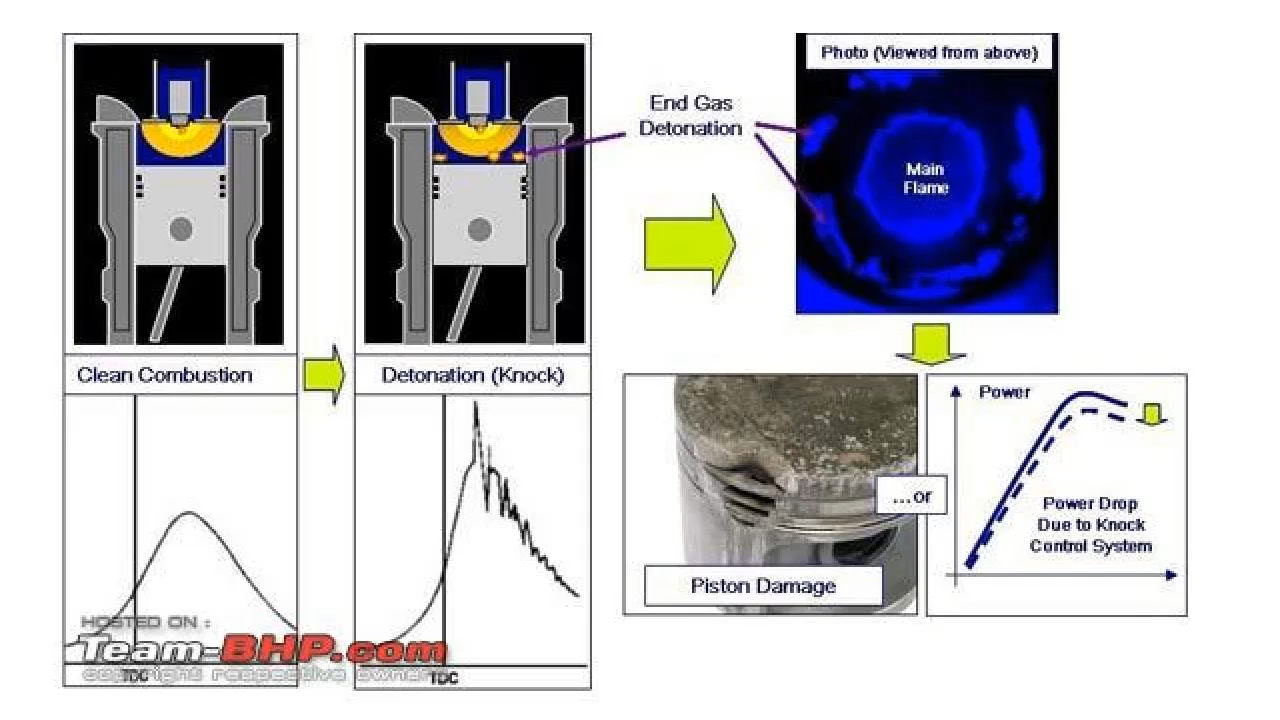 Photo (Viewed from above)
End Gas
Detonation
Main
Flame
Clean Combustion
Detonation (Knock)
Power
...or
Power Drop
Due to Knock
Control System
Piston Damage
HOSTED ON :
Team-BHP.com
copyright respective owners
TDC
TDC